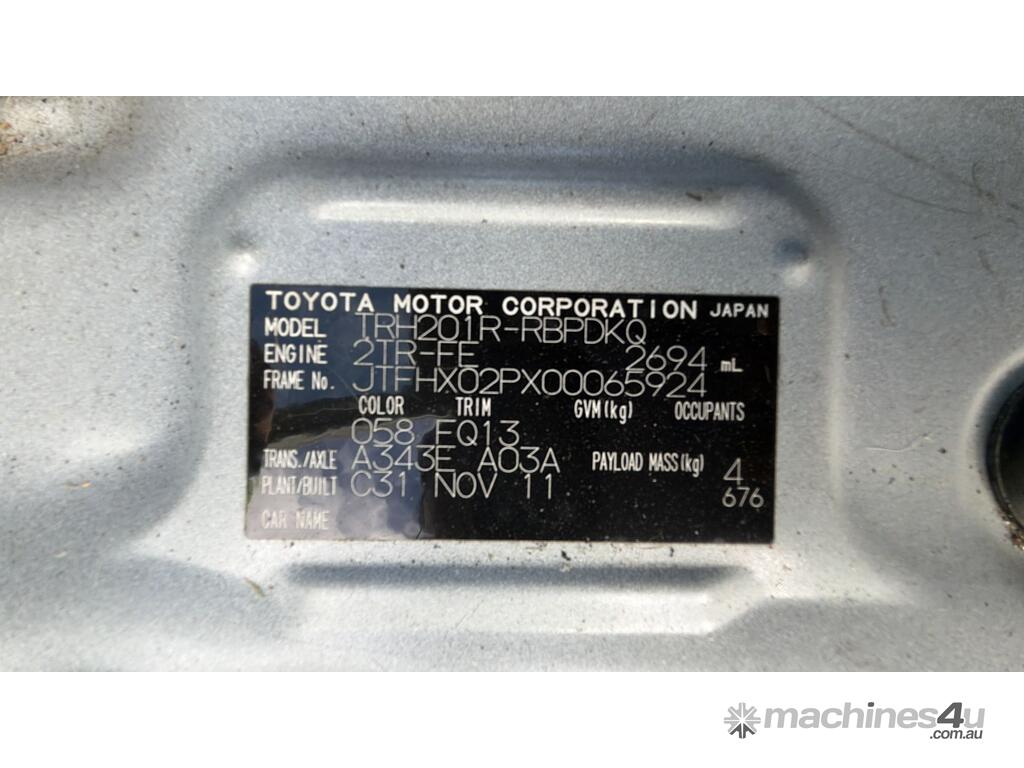 TOYOTA MOTOR CORPORATION JAPAN
MODEL TRH201R-RBPDKQ
ENGINE 2TR-FE 2694 mL
FRAME No. JTFHX02PX00065924
COLOR TRIM GVM(kg) OCCUPANTS
058 FQ13
TRANS./AXLE A343E A03A PAYLOAD MASS(kg) 4
PLANT/BUILT C31 NOV 11 676
CAR NAME
machines4u
.com.au